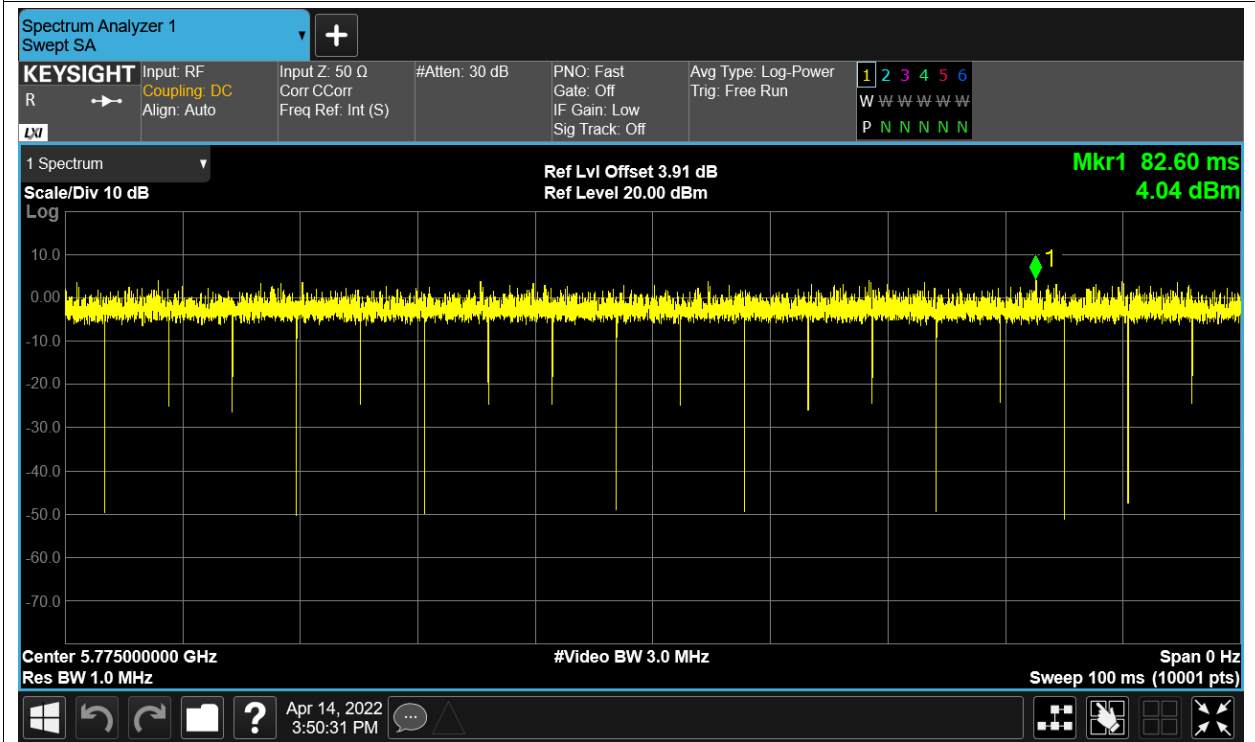 Spectrum Analyzer 1
Swept SA
+
KEYSIGHT Input: RF Input Z: 50 Ω #Atten: 30 dB PNO: Fast Avg Type: Log-Power 1 2 3 4 5 6
R Coupling: DC Corr CCorr Gate: Off Trig: Free Run W W W W W W
Align: Auto Freq Ref: Int (S) IF Gain: Low
LXI Sig Track: Off P N N N N N
1 Spectrum Ref Lvl Offset 3.91 dB Mkr1 82.60 ms
Scale/Div 10 dB Ref Level 20.00 dBm 4.04 dBm
Log
10.0
1
0.00
-10.0
-20.0
-30.0
-40.0
-50.0
-60.0
-70.0
Center 5.775000000 GHz #Video BW 3.0 MHz Span 0 Hz
Res BW 1.0 MHz Sweep 100 ms (10001 pts)
? Apr 14, 2022
3:50:31 PM